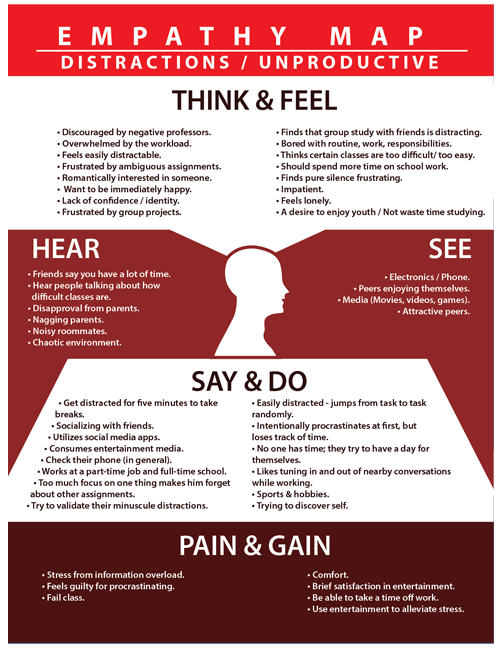 EMPATHY MAP
DISTRACTIONS / UNPRODUCTIVE
THINK & FEEL
• Discouraged by negative professors.
• Overwhelmed by the workload.
• Feels easily distractable.
• Frustrated by ambiguous assignments.
• Romantically interested in someone.
• Want to be immediately happy.
• Lack of confidence / identity.
• Frustrated by group projects.
• Finds that group study with friends is distracting.
• Bored with routine, work, responsibilities.
• Thinks certain classes are too difficult/ too easy.
• Should spend more time on school work.
• Finds pure silence frustrating.
• Impatient.
• Feels lonely.
• A desire to enjoy youth / Not waste time studying.
HEAR
• Friends say you have a lot of time.
• Hear people talking about how
difficult classes are.
• Disapproval from parents.
• Nagging parents.
• Noisy roommates.
• Chaotic environment.
SEE
• Electronics / Phone.
• Peers enjoying themselves.
• Media (Movies, videos, games).
• Attractive peers.
SAY & DO
• Get distracted for five minutes to take
breaks.
• Socializing with friends.
• Utilizes social media apps.
• Consumes entertainment media.
• Check their phone (in general).
• Works at a part-time job and full-time school.
• Too much focus on one thing makes him forget
about other assignments.
• Try to validate their minuscule distractions.
• Easily distracted - jumps from task to task
randomly.
• Intentionally procrastinates at first, but
loses track of time.
• No one has time; they try to have a day for
themselves.
• Likes tuning in and out of nearby conversations
while working.
• Sports & hobbies.
• Trying to discover self.
PAIN & GAIN
• Stress from information overload.
• Feels guilty for procrastinating.
• Fail class.
• Comfort.
• Brief satisfaction in entertainment.
• Be able to take a time off work.
• Use entertainment to alleviate stress.